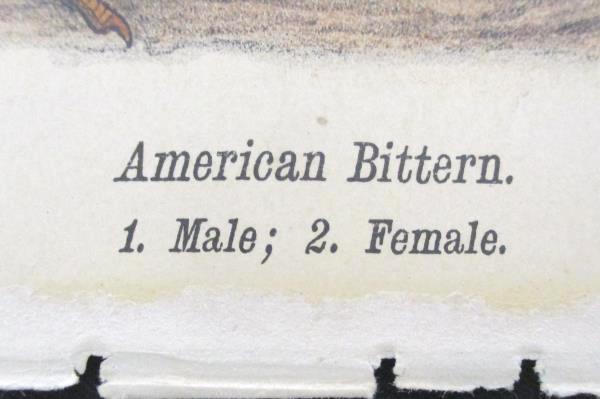 American Bittern.
1. Male; 2. Female.